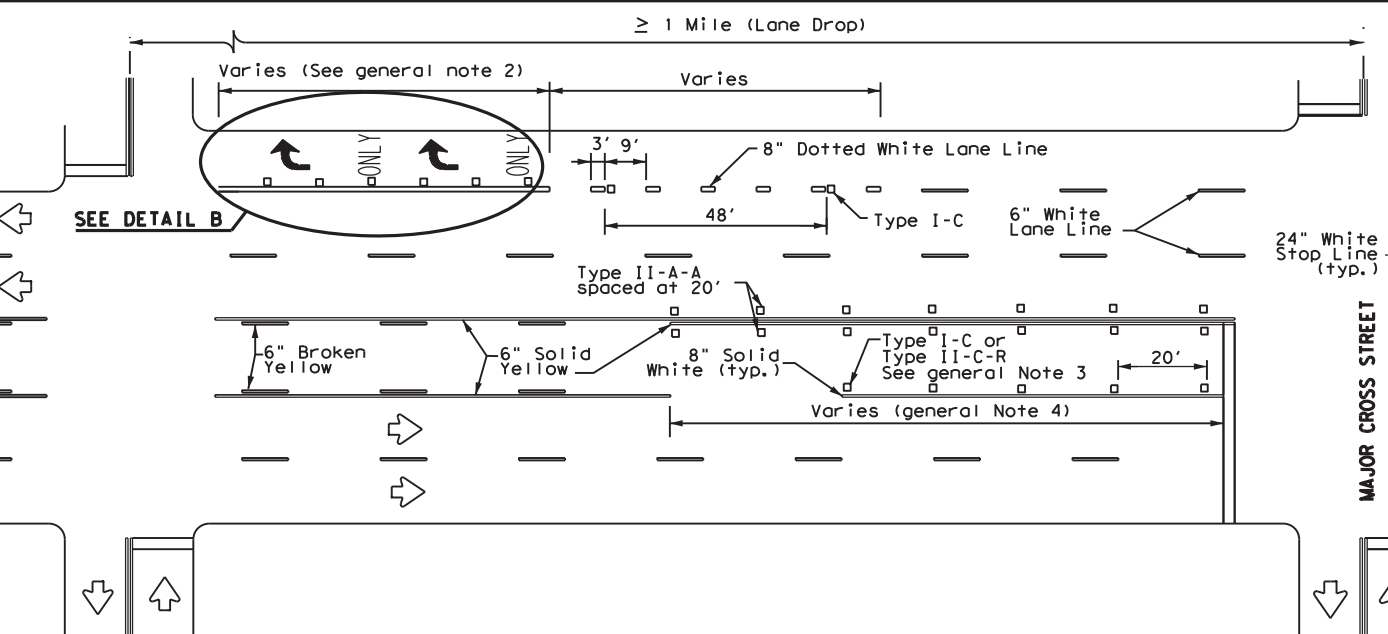 ≥ 1 Mile (Lane Drop)
Varies (See general note 2)
Varies
ONLY
ONLY
3' 9'
8" Dotted White Lane Line
SEE DETAIL B
48'
Type I-C
6" White
Lane Line
24" White
Stop Line
(typ.)
Type II-A-A
spaced at 20'
6" Broken
Yellow
6" Solid
Yellow
8" Solid
White (typ.)
Type I-C or
Type II-C-R
See general Note 3
20'
Varies (general Note 4)
MAJOR CROSS STREET